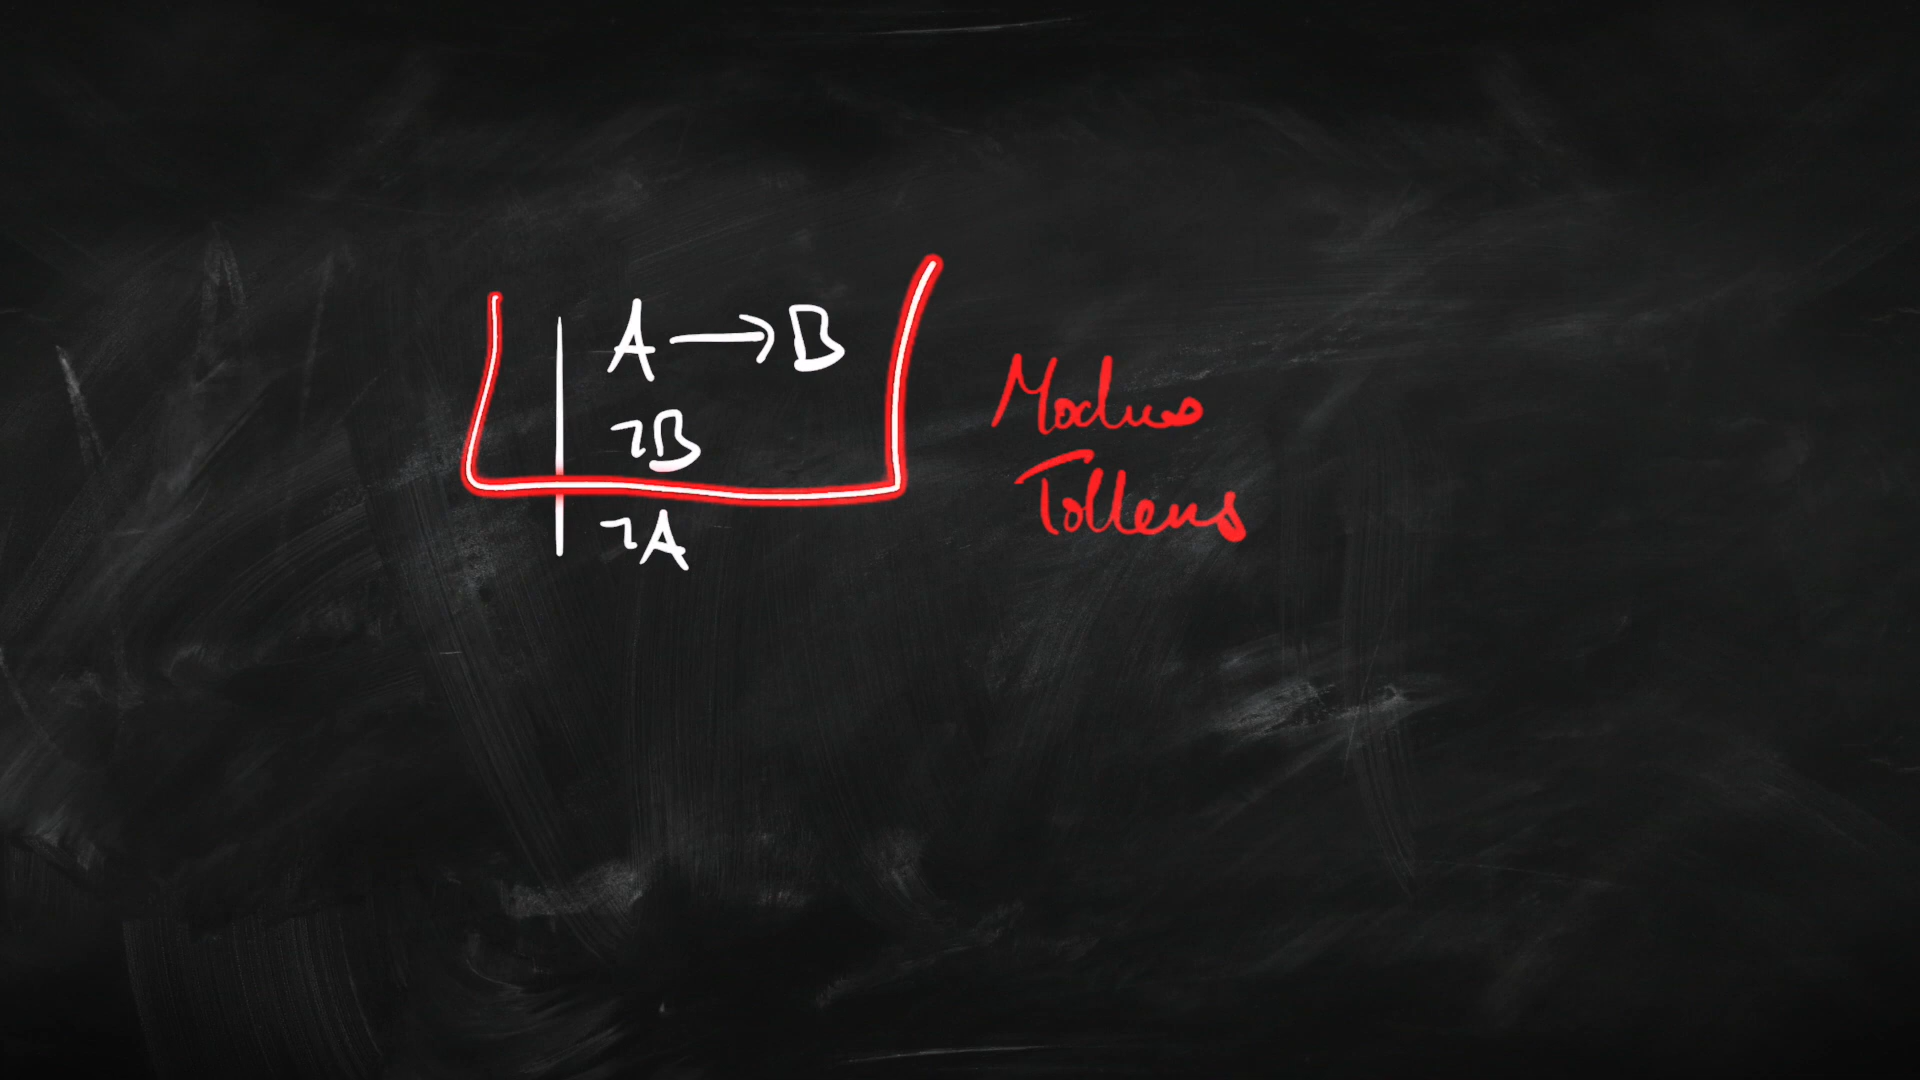 A → B
¬B
¬A
Modus
Tollens